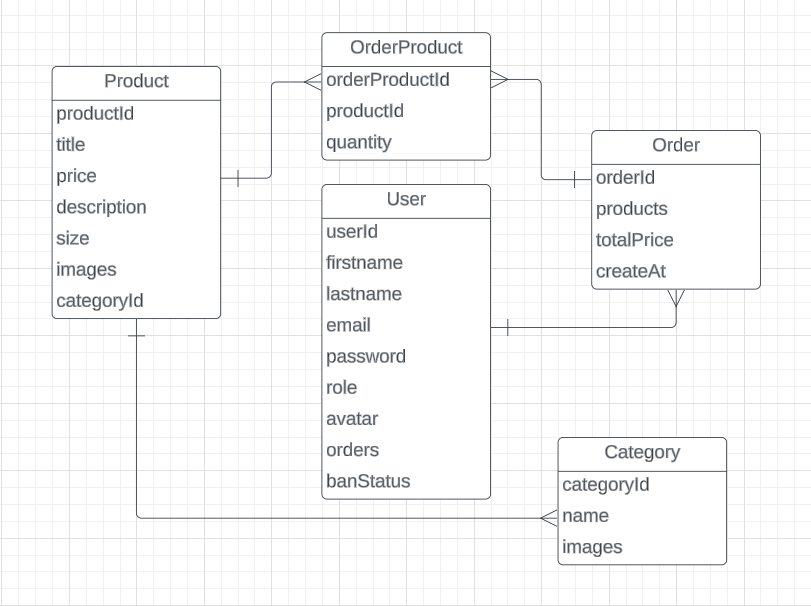 Product
productId
title
price
description
size
images
categoryId
OrderProduct
orderProductId
productId
quantity
User
userId
firstname
lastname
email
password
role
avatar
orders
banStatus
Order
orderId
products
totalPrice
createAt
Category
categoryId
name
images